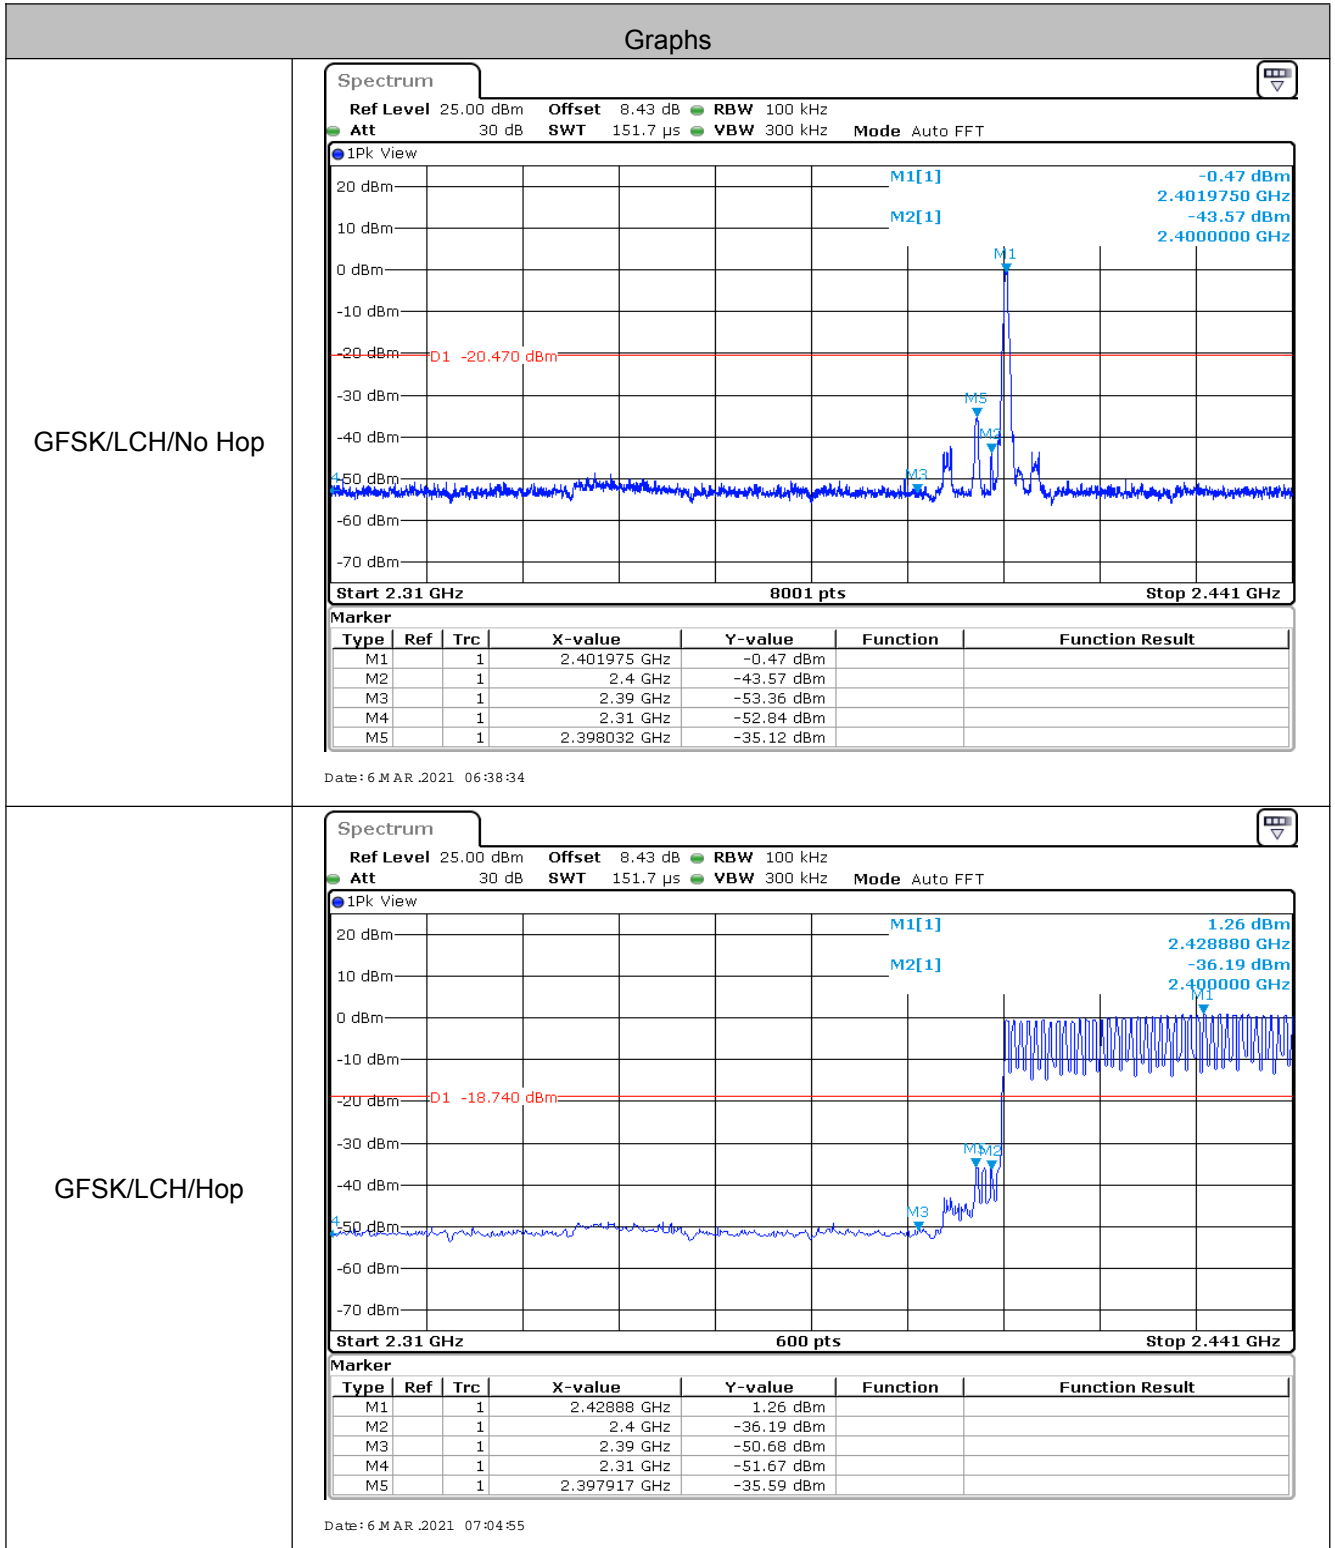 Graphs
GFSK/LCH/No Hop
Spectrum
Ref Level 25.00 dBm Offset 8.43 dB RBW 100 kHz
Att 30 dB SWT 151.7 µs VBW 300 kHz Mode Auto FFT
1Pk View
M1[1] -0.47 dBm
2.4019750 GHz
M2[1] -43.57 dBm
2.4000000 GHz
20 dBm
10 dBm
M1
0 dBm
-10 dBm
-20 dBm
D1 -20.470 dBm
-30 dBm
M5
-40 dBm
M2
M3
4
-50 dBm
-60 dBm
-70 dBm
Start 2.31 GHz 8001 pts Stop 2.441 GHz
Marker
Type Ref Trc X-value Y-value Function Function Result
M1 1 2.401975 GHz -0.47 dBm
M2 1 2.4 GHz -43.57 dBm
M3 1 2.39 GHz -53.36 dBm
M4 1 2.31 GHz -52.84 dBm
M5 1 2.398032 GHz -35.12 dBm
Date: 6.MAR.2021 06:38:34
GFSK/LCH/Hop
Spectrum
Ref Level 25.00 dBm Offset 8.43 dB RBW 100 kHz
Att 30 dB SWT 151.7 µs VBW 300 kHz Mode Auto FFT
1Pk View
M1[1] 1.26 dBm
2.428880 GHz
M2[1] -36.19 dBm
2.400000 GHz
20 dBm
10 dBm
M1
0 dBm
-10 dBm
-20 dBm
D1 -18.740 dBm
-30 dBm
M5
M2
-40 dBm
M3
4
-50 dBm
-60 dBm
-70 dBm
Start 2.31 GHz 600 pts Stop 2.441 GHz
Marker
Type Ref Trc X-value Y-value Function Function Result
M1 1 2.42888 GHz 1.26 dBm
M2 1 2.4 GHz -36.19 dBm
M3 1 2.39 GHz -50.68 dBm
M4 1 2.31 GHz -51.67 dBm
M5 1 2.397917 GHz -35.59 dBm
Date: 6.MAR.2021 07:04:55